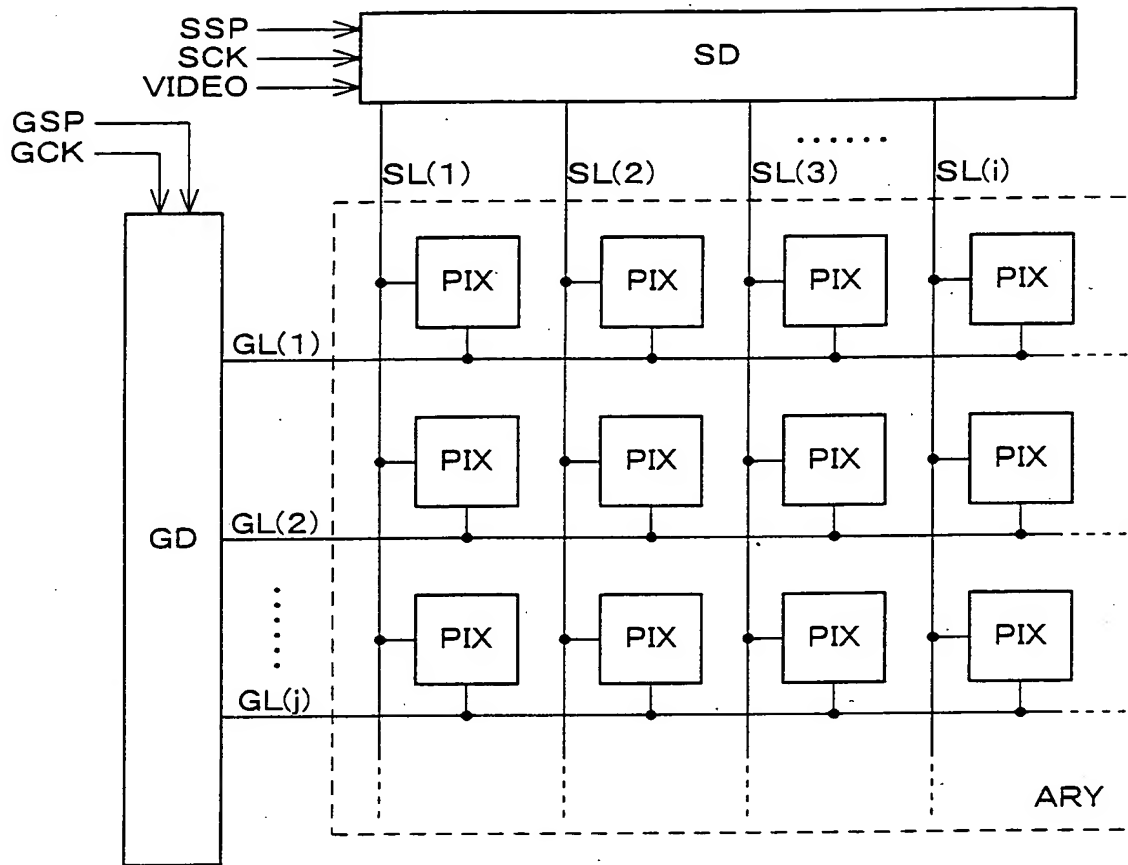 SSP
SCK
VIDEO
SD
GSP
GCK
SL(1) SL(2) SL(3) ...... SL(i)
PIX PIX PIX PIX
GL(1)
PIX PIX PIX PIX
GD
GL(2)
PIX PIX PIX PIX
GL(j)
ARY